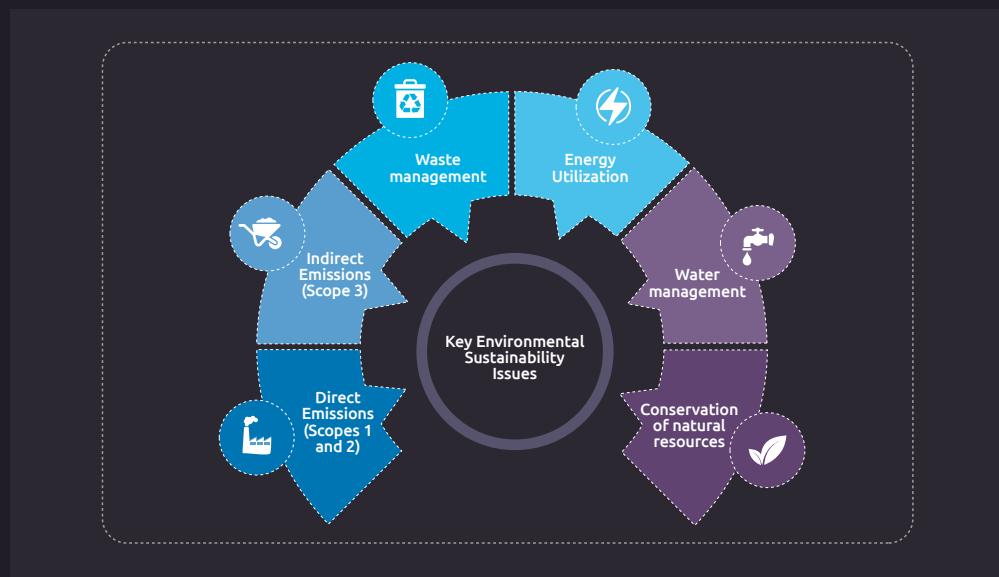 Waste
management
Energy
Utilization
Indirect
Emissions
(Scope 3)
Water
management
Key Environmental
Sustainability
Issues
Direct
Emissions
(Scopes 1
and 2)
Conservation
of natural
resources